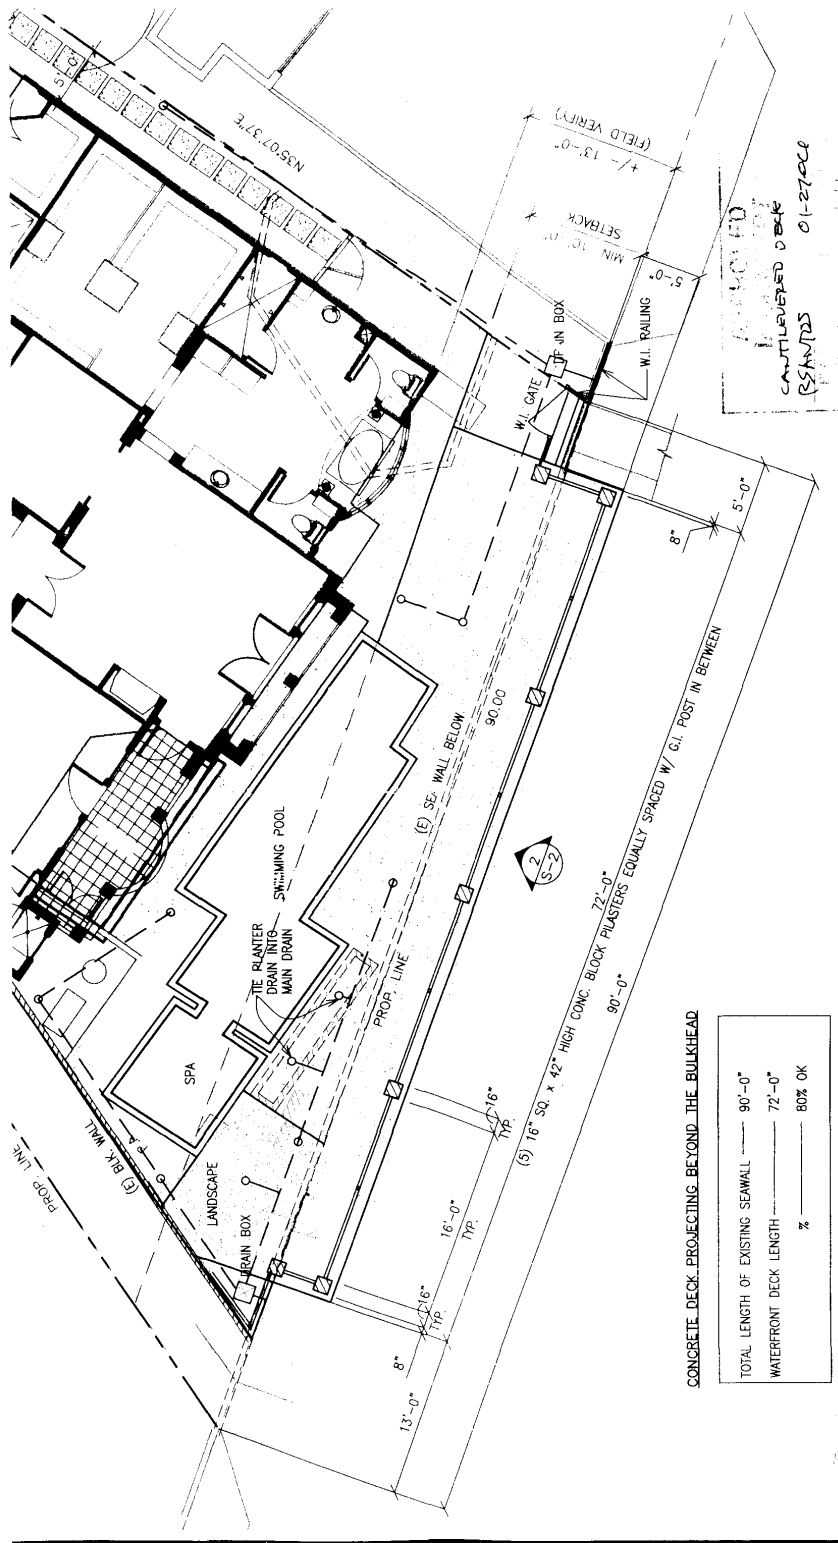 5'-0"
N35°07'37"E
+/- 13'-0"
(FIELD VERIFY)
MIN 10'-0"
SETBACK
5'-0"
CANTILEVERED DECK
W.I. GATE
BOX
W.I. RAILING
8"
5'-0"
(E) SEA WALL BELOW
90.00
SWIMMING POOL
TIE PLANTER
DRAIN INTO
MAIN DRAIN
PROP. LINE
SPA
2
S-2
72'-0"
(5) 16" SQ. x 42" HIGH CONC. BLOCK PILASTERS EQUALLY SPACED W/ G.I. POST IN BETWEEN
90'-0"
PROP LINE
(E) BLK. WALL
LANDSCAPE
DRAIN BOX
16"
TYP.
16'-0"
TYP.
16"
TYP.
8"
13'-0"
CONCRETE DECK PROJECTING BEYOND THE BULKHEAD
TOTAL LENGTH OF EXISTING SEAWALL 90'-0"
WATERFRONT DECK LENGTH 72'-0"
% 80% OK